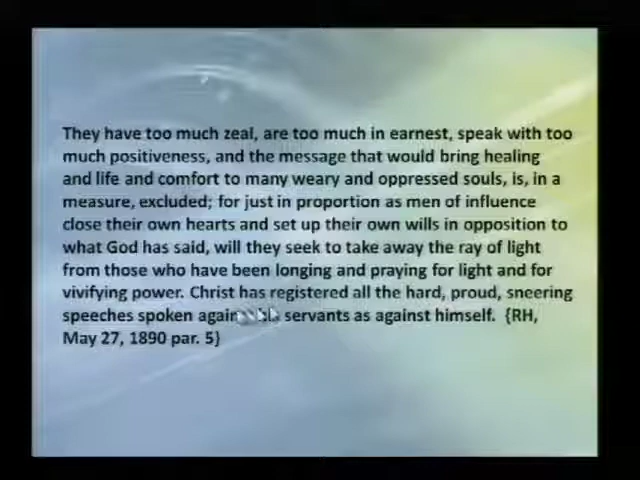 They have too much zeal, are too much in earnest, speak with too
much positiveness, and the message that would bring healing
and life and comfort to many weary and oppressed souls, is, in a
measure, excluded; for just in proportion as men of influence
close their own hearts and set up their own wills in opposition to
what God has said, will they seek to take away the ray of light
from those who have been longing and praying for light and for
vivifying power. Christ has registered all the hard, proud, sneering
speeches spoken servants as against himself. {RH,
May 27, 1890 par. 5}